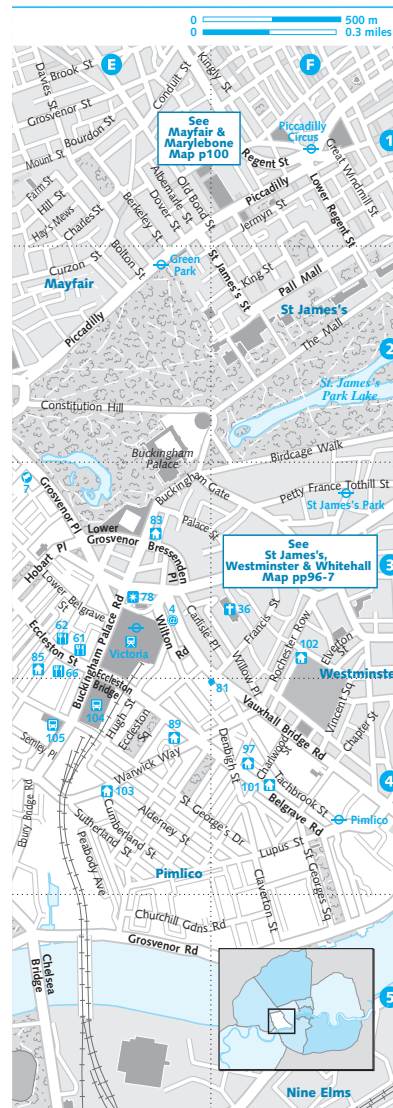 0 500 m
0 0.3 miles
E
F
Davies St
Brook St
Grosvenor St
Bourdon St
Mount St
Farm St
Hill St
Hay's Mews
Charles St
Conduit St
Kingly St
See
Mayfair &
Marylebone
Map p100
Piccadilly
Circus
1
Regent St
Great Windmill St
Lower Regent St
Piccadilly
Jermyn St
Old Bond St
Albemarle St
Dover St
Berkeley St
Bolton St
Curzon St
Mayfair
Green
Park
St James's St
King St
Pall Mall
St James's
Piccadilly
The Mall
2
St. James's
Park Lake
Constitution Hill
Buckingham
Palace
Birdcage Walk
7
Grosvenor Pl
Buckingham Gate
Petty France
Tothill St
St James's Park
Lower
Grosvenor
Bressenden
Pl
83
Palace St
Hobart Pl
See
St James's,
Westminster & Whitehall
Map pp96-7
3
Lower Belgrave
St
Buckingham Palace Rd
78
4
Wilton
Rd
Carlisle Pl
36
Francis St
Willow Pl
Rochester Row
102
Elverton
St
62
61
Eccleston St
Victoria
85
66
Eccleston
Bridge
Westminster
81
Vauxhall Bridge Rd
Vincent Sq
Chapter St
104
Hugh St
Eccleston
Sq
89
105
Semley Pl
Warwick Way
Denbigh St
97
Charlwood
St
101
Tachbrook St
4
Belgrave Rd
Pimlico
Ebury Bridge Rd
103
Cumberland St
Alderney St
St George's Dr
Sutherland St
Peabody Ave
Lupus St
St Georges Sq
Pimlico
Claverton St
Churchill Gdns Rd
Grosvenor Rd
Chelsea
Bridge
5
Nine Elms